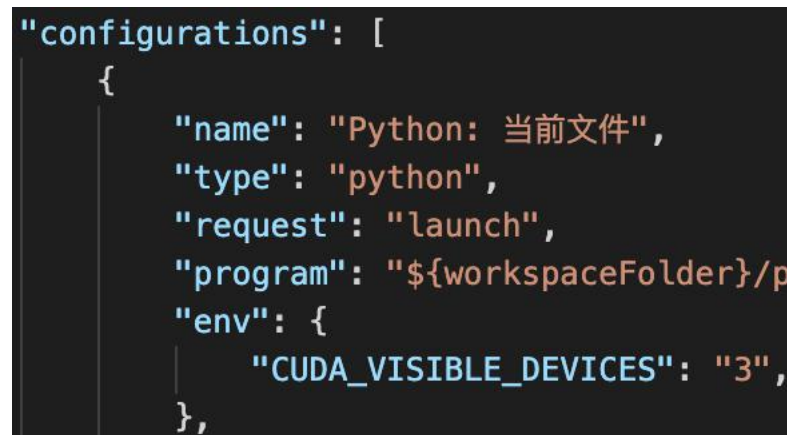 "configurations": [
{
"name": "Python: 当前文件",
"type": "python",
"request": "launch",
"program": "${workspaceFolder}/p
"env": {
"CUDA_VISIBLE_DEVICES": "3",
},